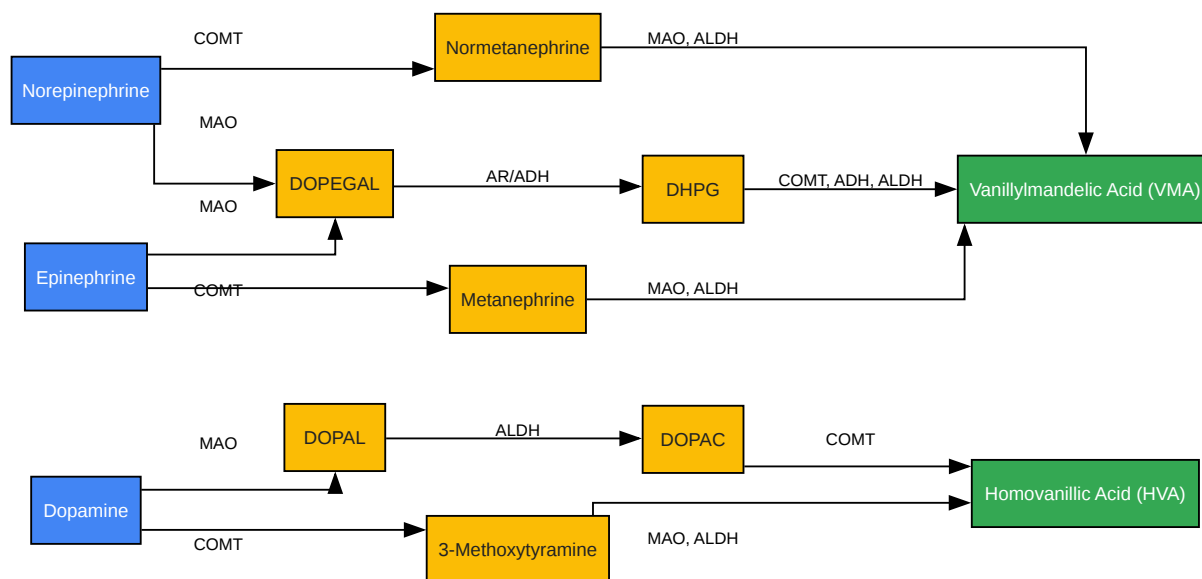 COMT
Normetanephrine
MAO, ALDH
Norepinephrine
MAO
DOPEGAL
AR/ADH
DHPG
COMT, ADH, ALDH
Vanillylmandelic Acid (VMA)
MAO
Epinephrine
COMT
Metanephrine
MAO, ALDH
MAO
DOPAL
ALDH
DOPAC
COMT
Dopamine
Homovanillic Acid (HVA)
COMT
3-Methoxytyramine
MAO, ALDH